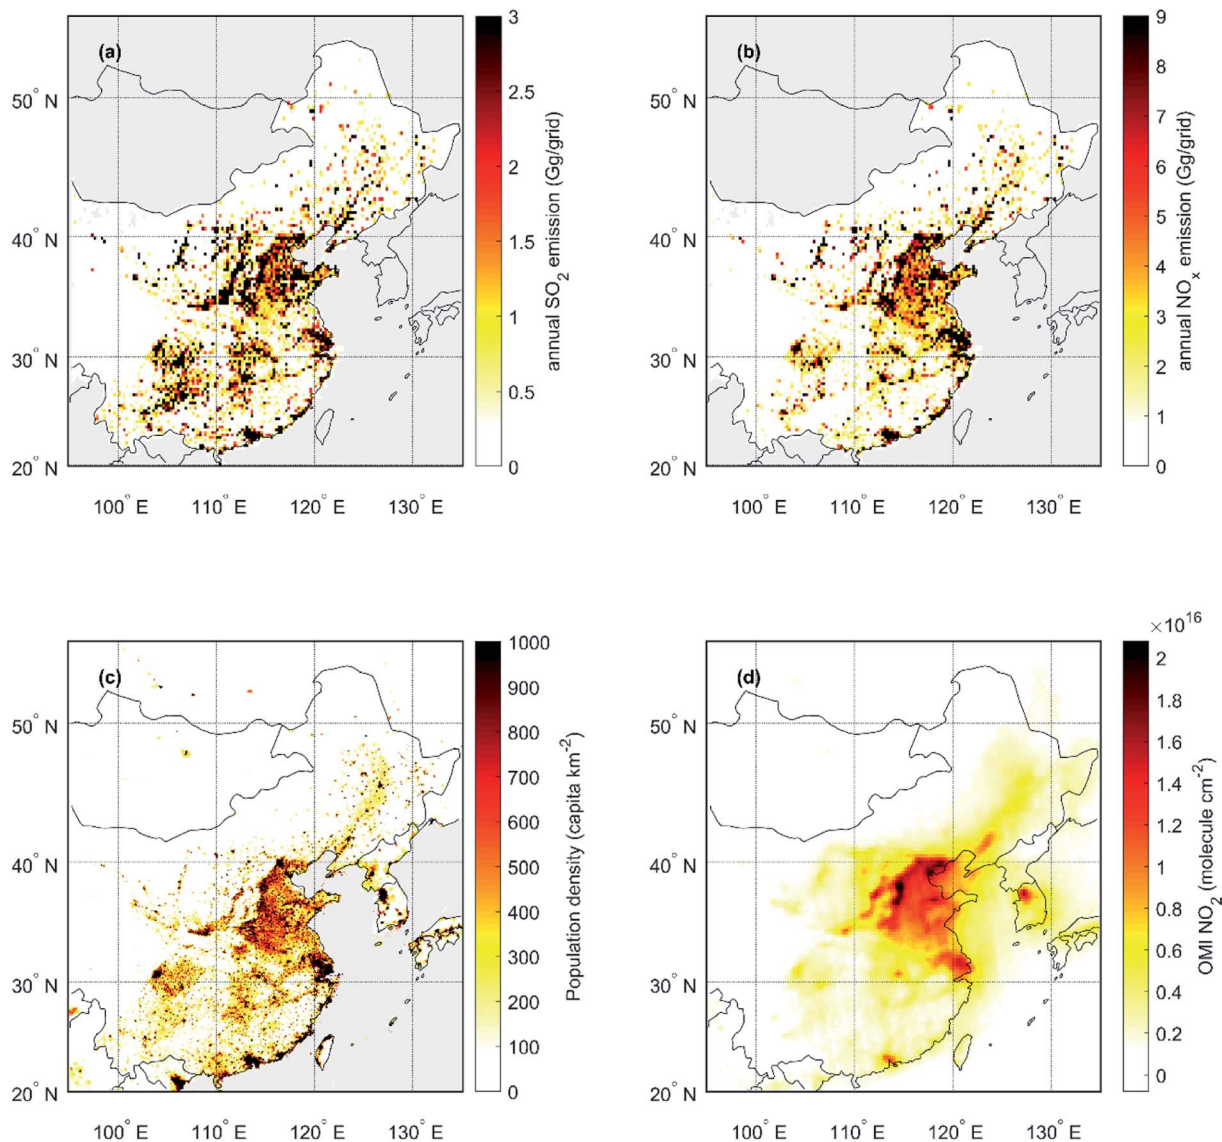 (a)
50° N
40° N
30° N
20° N
100° E 110° E 120° E 130° E
3
2.5
2
1.5
1
0.5
0
annual SO2 emission (Gg/grid)
(b)
50° N
40° N
30° N
20° N
100° E 110° E 120° E 130° E
9
8
7
6
5
4
3
2
1
0
annual NOx emission (Gg/grid)
(c)
50° N
40° N
30° N
20° N
100° E 110° E 120° E 130° E
1000
900
800
700
600
500
400
300
200
100
0
Population density (capita km-2)
(d)
50° N
40° N
30° N
20° N
100° E 110° E 120° E 130° E
×10^16
2
1.8
1.6
1.4
1.2
1
0.8
0.6
0.4
0.2
0
OMI NO2 (molecule cm-2)